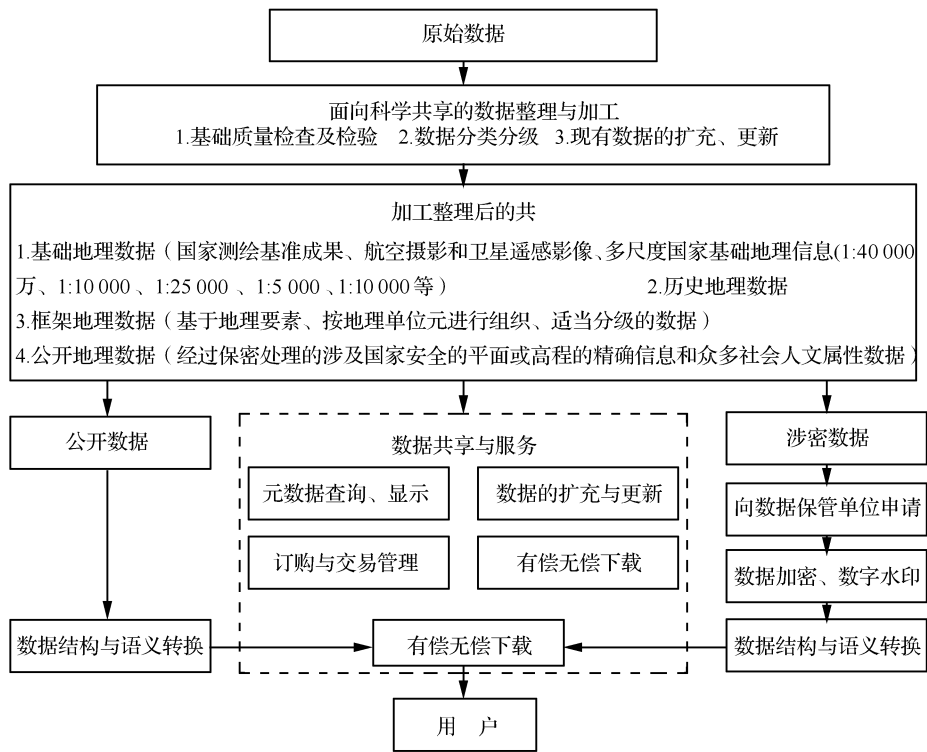 原始数据
面向科学共享的数据整理与加工
1.基础质量检查及检验 2.数据分类分级 3.现有数据的扩充、更新
加工整理后的共
1.基础地理数据（国家测绘基准成果、航空摄影和卫星遥感影像、多尺度国家基础地理信息(1:40 000
万、1:10 000 、1:25 000 、1:5 000 、1:10 000 等） 2.历史地理数据
3.框架地理数据（基于地理要素、按地理单位元进行组织、适当分级的数据）
4.公开地理数据（经过保密处理的涉及国家安全的平面或高程的精确信息和众多社会人文属性数据）
公开数据
数据结构与语义转换
数据共享与服务
元数据查询、显示
数据的扩充与更新
订购与交易管理
有偿无偿下载
有偿无偿下载
涉密数据
向数据保管单位申请
数据加密、数字水印
数据结构与语义转换
用 户